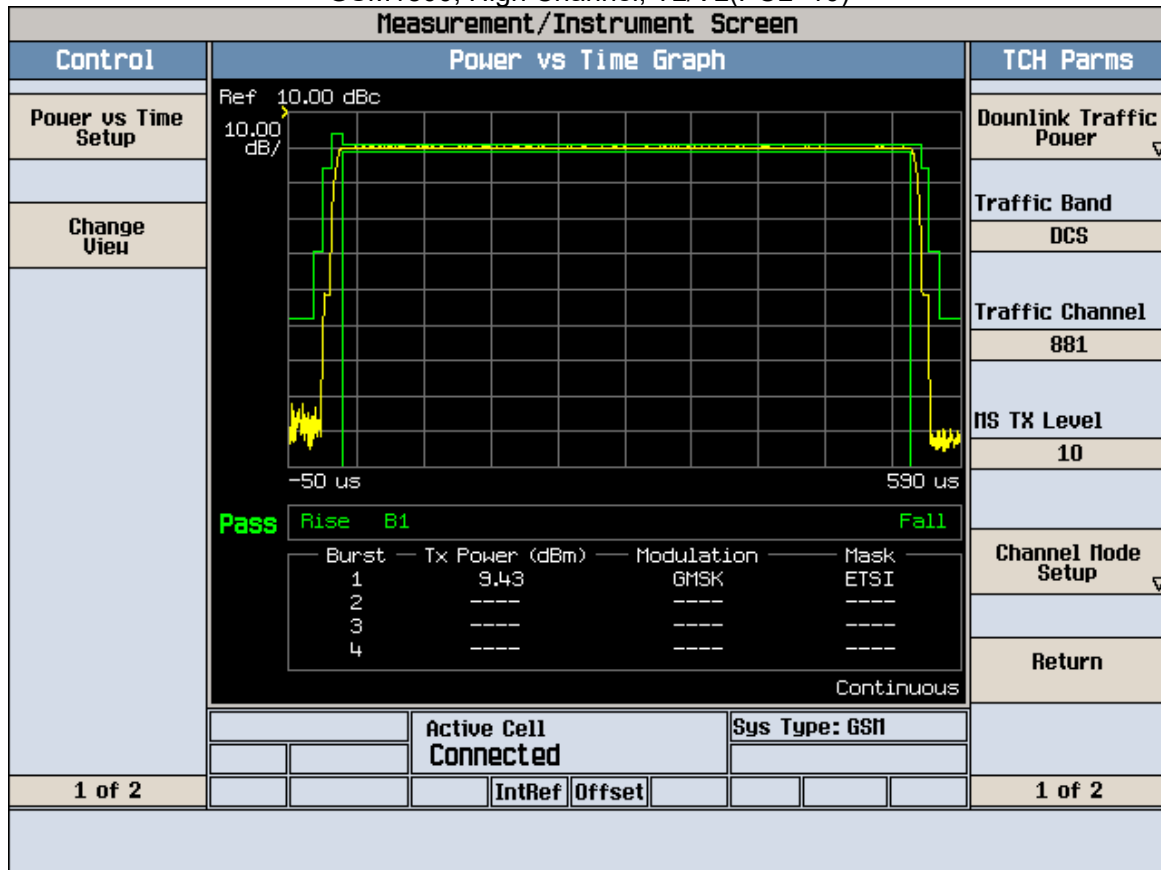 Measurement/Instrument Screen
Control
Power vs Time Graph
TCH Parms
Power vs Time
Setup
Change
View
1 of 2
Ref 10.00 dBc
10.00
dB/
-50 us
590 us
Pass
Rise B1
Fall
Burst Tx Power (dBm) Modulation Mask
1 9.43 GMSK ETSI
2 ---- ---- ----
3 ---- ---- ----
4 ---- ---- ----
Continuous
Active Cell
Connected
Sys Type: GSM
IntRef Offset
Downlink Traffic
Power
Traffic Band
DCS
Traffic Channel
881
MS TX Level
10
Channel Mode
Setup
Return
1 of 2